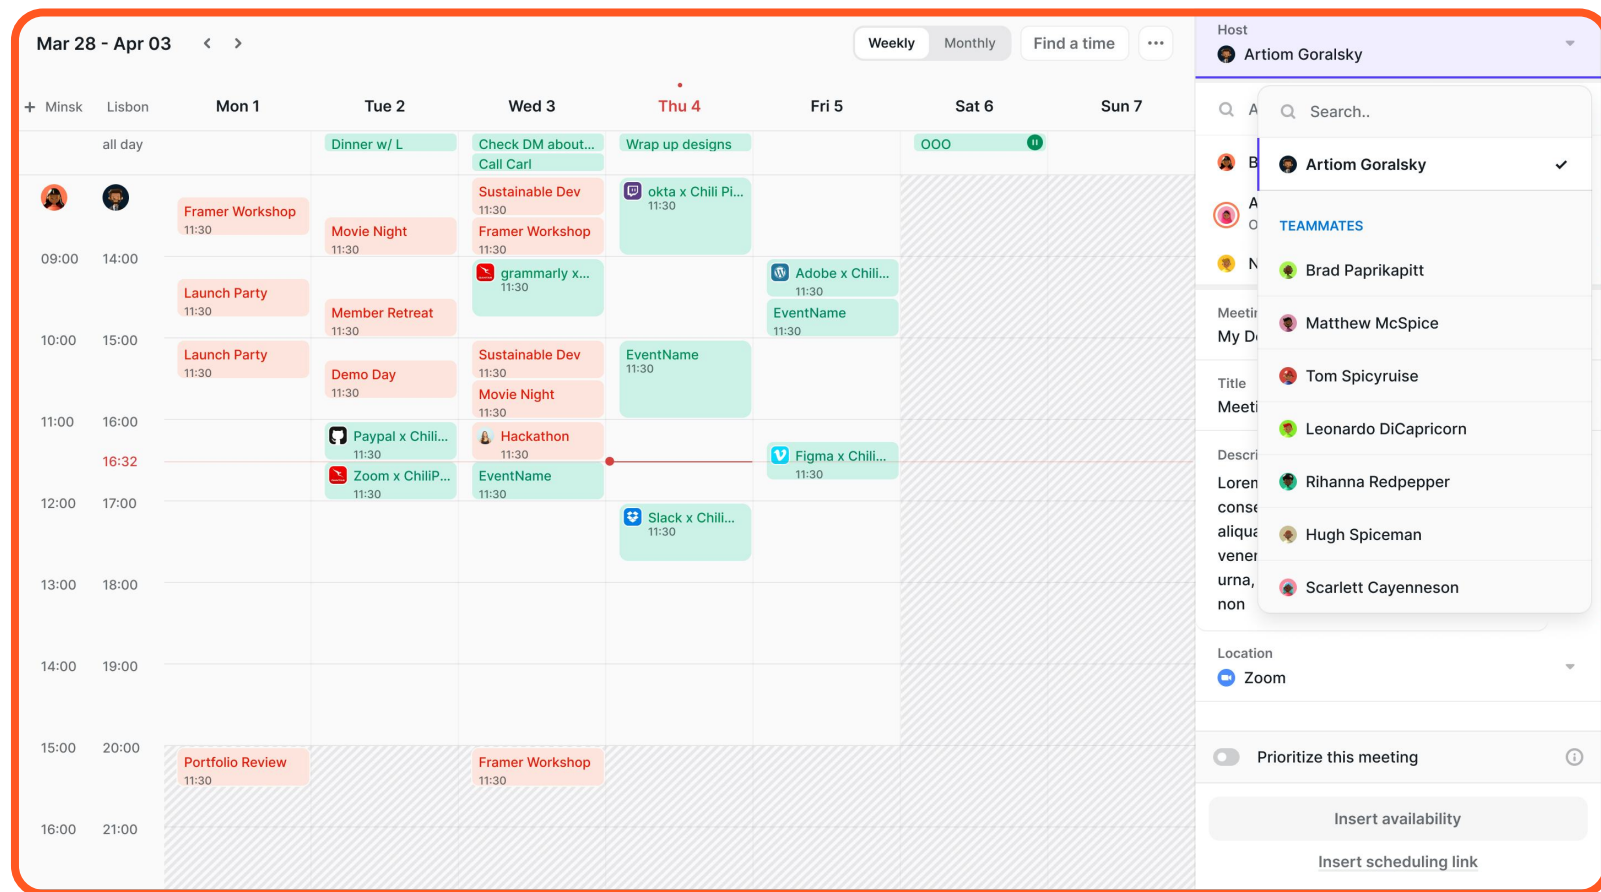 Mar 28 - Apr 03
Weekly
Monthly
Find a time
+ Minsk
Lisbon
Mon 1
Tue 2
Wed 3
Thu 4
Fri 5
Sat 6
Sun 7
all day
Dinner w/ L
Check DM about...
Call Carl
Wrap up designs
OOO
Framer Workshop
11:30
Movie Night
11:30
Sustainable Dev
11:30
Framer Workshop
11:30
okta x Chili Pi...
11:30
09:00
14:00
Launch Party
11:30
Member Retreat
11:30
grammarly x...
11:30
Adobe x Chili...
11:30
EventName
11:30
10:00
15:00
Launch Party
11:30
Demo Day
11:30
Sustainable Dev
11:30
Movie Night
11:30
EventName
11:30
11:00
16:00
Paypal x Chili...
11:30
Hackathon
11:30
Figma x Chili...
11:30
16:32
Zoom x ChiliP...
11:30
EventName
11:30
12:00
17:00
Slack x Chili...
11:30
13:00
18:00
14:00
19:00
15:00
20:00
Portfolio Review
11:30
Framer Workshop
11:30
16:00
21:00
Host
Artiom Goralsky
Search..
Artiom Goralsky
TEAMMATES
Brad Paprikapitt
Matthew McSpice
Tom Spicyruise
Leonardo DiCapricorn
Rihanna Redpepper
Hugh Spiceman
Scarlett Cayenneson
Title
urna,
non
Location
Zoom
Prioritize this meeting
Insert availability
Insert scheduling link